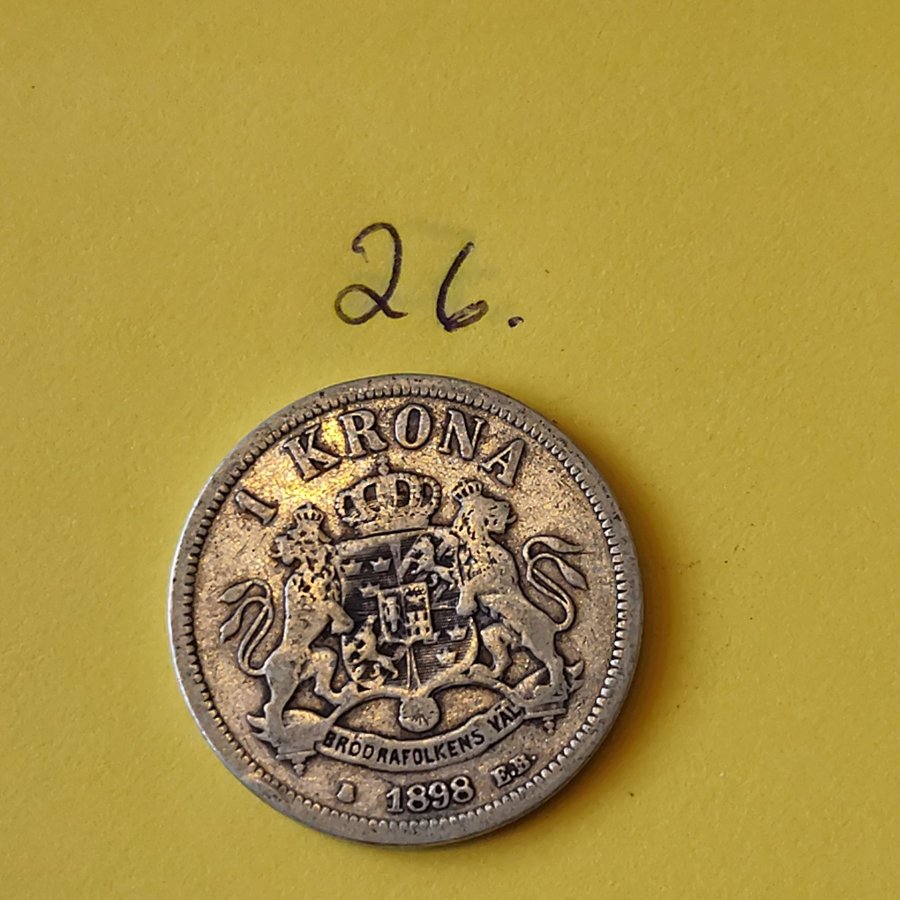 26.
1 KRONA
BRÖDRAFOLKENS VÄL
1898 E.B.